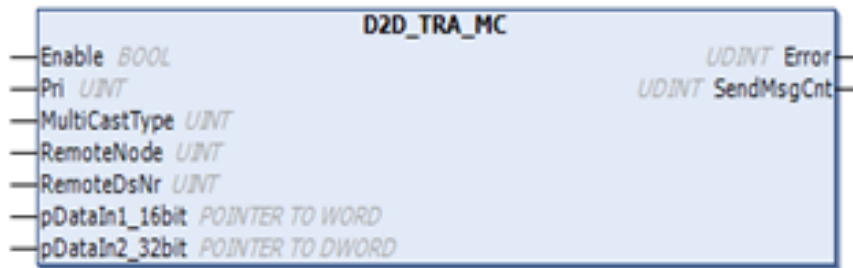 D2D_TRA_MC
Enable BOOL UDINT Error
Pri UINT UDINT SendMsgCnt
MultiCastType UINT
RemoteNode UINT
RemoteDsNr UINT
pDataIn1_16bit POINTER TO WORD
pDataIn2_32bit POINTER TO DWORD